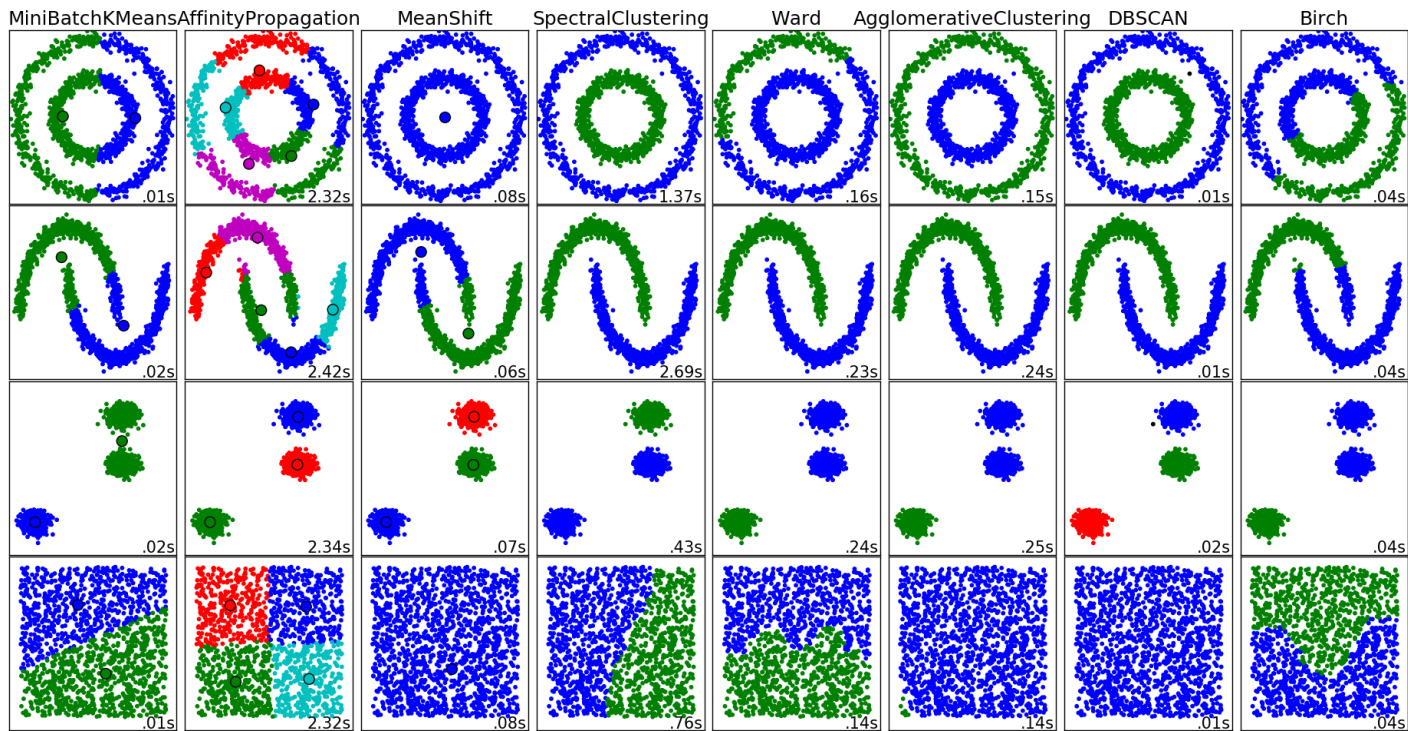 MiniBatchKMeans AffinityPropagation MeanShift SpectralClustering Ward AgglomerativeClustering DBSCAN Birch
.01s 2.32s .08s 1.37s .16s .15s .01s .04s
.02s 2.42s .06s 2.69s .23s .24s .01s .04s
.02s 2.34s .07s .43s .24s .25s .02s .04s
.01s 2.32s .08s .76s .14s .14s .01s .04s